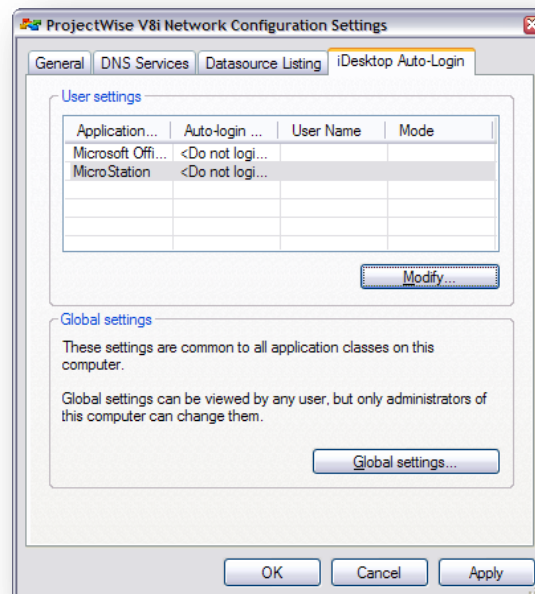 ProjectWise V8i Network Configuration Settings
General DNS Services Datasource Listing iDesktop Auto-Login
User settings
Application... Auto-login ... User Name Mode
Microsoft Offi... <Do not logi...
MicroStation <Do not logi...
Modify...
Global settings
These settings are common to all application classes on this
computer.
Global settings can be viewed by any user, but only administrators of
this computer can change them.
Global settings...
OK Cancel Apply